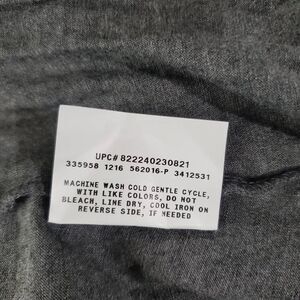 UPC# 822240230821
335958 1216 562016-P 3412531
MACHINE WASH COLD GENTLE CYCLE,
WITH LIKE COLORS, DO NOT
BLEACH, LINE DRY, COOL IRON ON
REVERSE SIDE, IF NEEDED